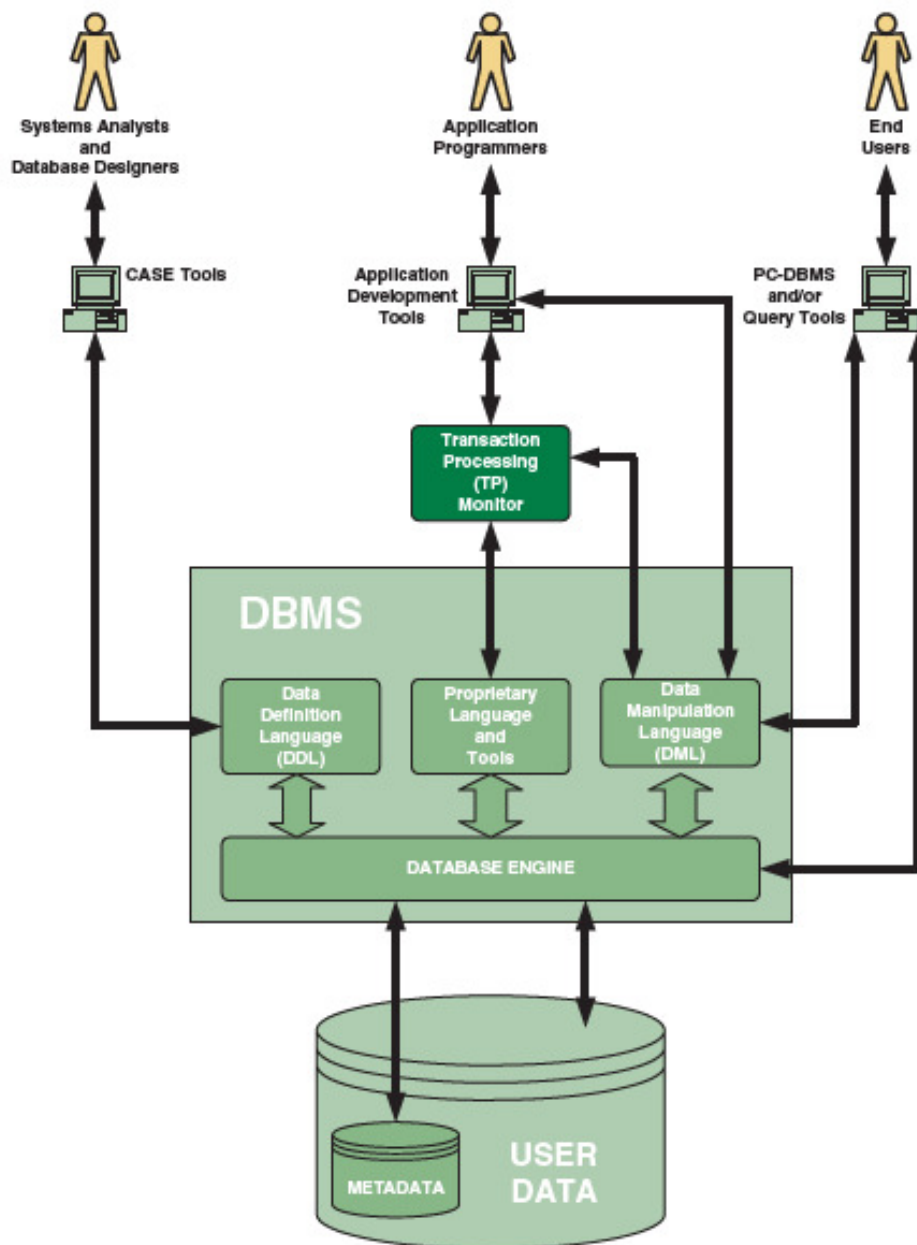 Systems Analysts
and
Database Designers
Application
Programmers
End
Users
CASE Tools
Application
Development
Tools
PC-DBMS
and/or
Query Tools
Transaction
Processing
(TP)
Monitor
DBMS
Data
Definition
Language
(DDL)
Proprietary
Language
and
Tools
Data
Manipulation
Language
(DML)
DATABASE ENGINE
METADATA
USER
DATA